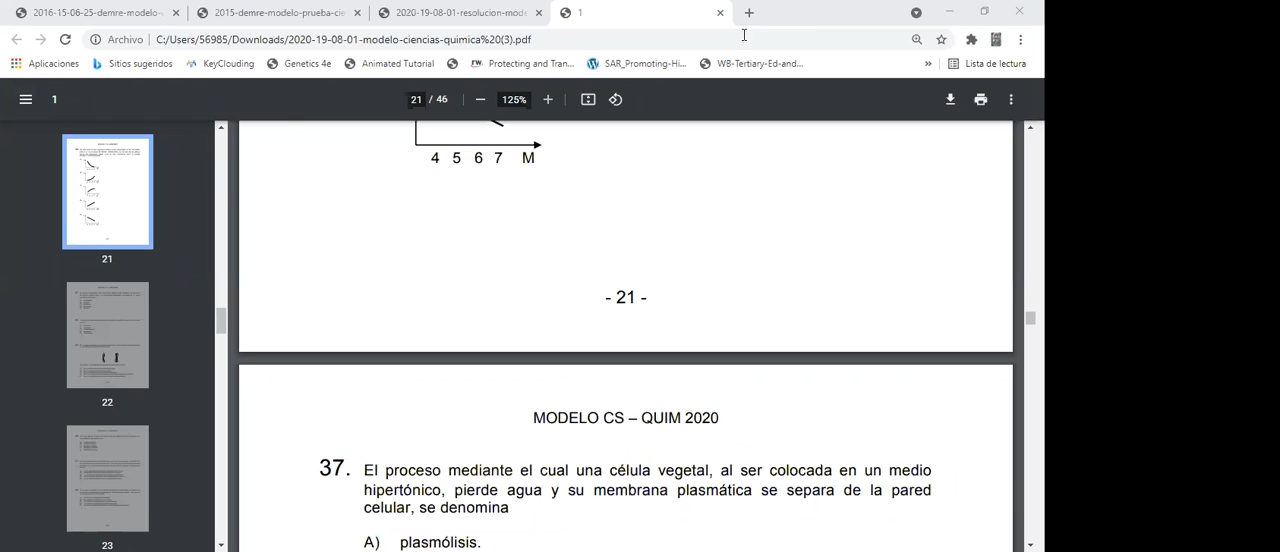 2016-15-06-25-demre-modelo-
2015-demre-modelo-prueba-cie
2020-19-08-01-resolucion-mode
1
Archivo C:/Users/56985/Downloads/2020-19-08-01-modelo-ciencias-quimica%20(3).pdf
Aplicaciones Sitios sugeridos KeyClouding Genetics 4e Animated Tutorial Protecting and Tran... SAR_Promoting-Hi... WB-Tertiary-Ed-and... » Lista de lectura
1 21 / 46 125%
4 5 6 7 M
21
- 21 -
22
MODELO CS – QUIM 2020
37. El proceso mediante el cual una célula vegetal, al ser colocada en un medio
hipertónico, pierde agua y su membrana plasmática se separa de la pared
celular, se denomina
A) plasmólisis.
23